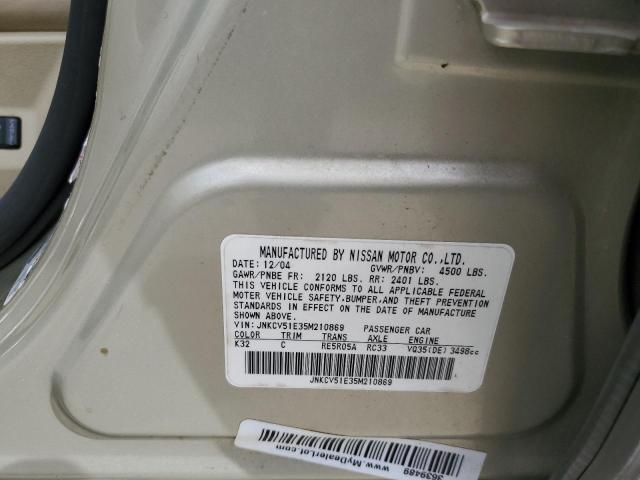 MANUFACTURED BY NISSAN MOTOR CO.,LTD.
DATE: 12/04 GVWR/PNBV: 4500 LBS.
GAWR/PNBE FR: 2120 LBS. RR: 2401 LBS.
THIS VEHICLE CONFORMS TO ALL APPLICABLE FEDERAL
MOTOR VEHICLE SAFETY,BUMPER,AND THEFT PREVENTION
STANDARDS IN EFFECT ON THE DATE OF MANUFACTURE
SHOWN ABOVE.
VIN: JNKCV51E35M210869 PASSENGER CAR
COLOR TRIM TRANS AXLE ENGINE
K32 C RE5R05A RC33 VQ35(DE) 3498cc
JNKCV51E35M210869
36399489
www.MyDealerLot.com